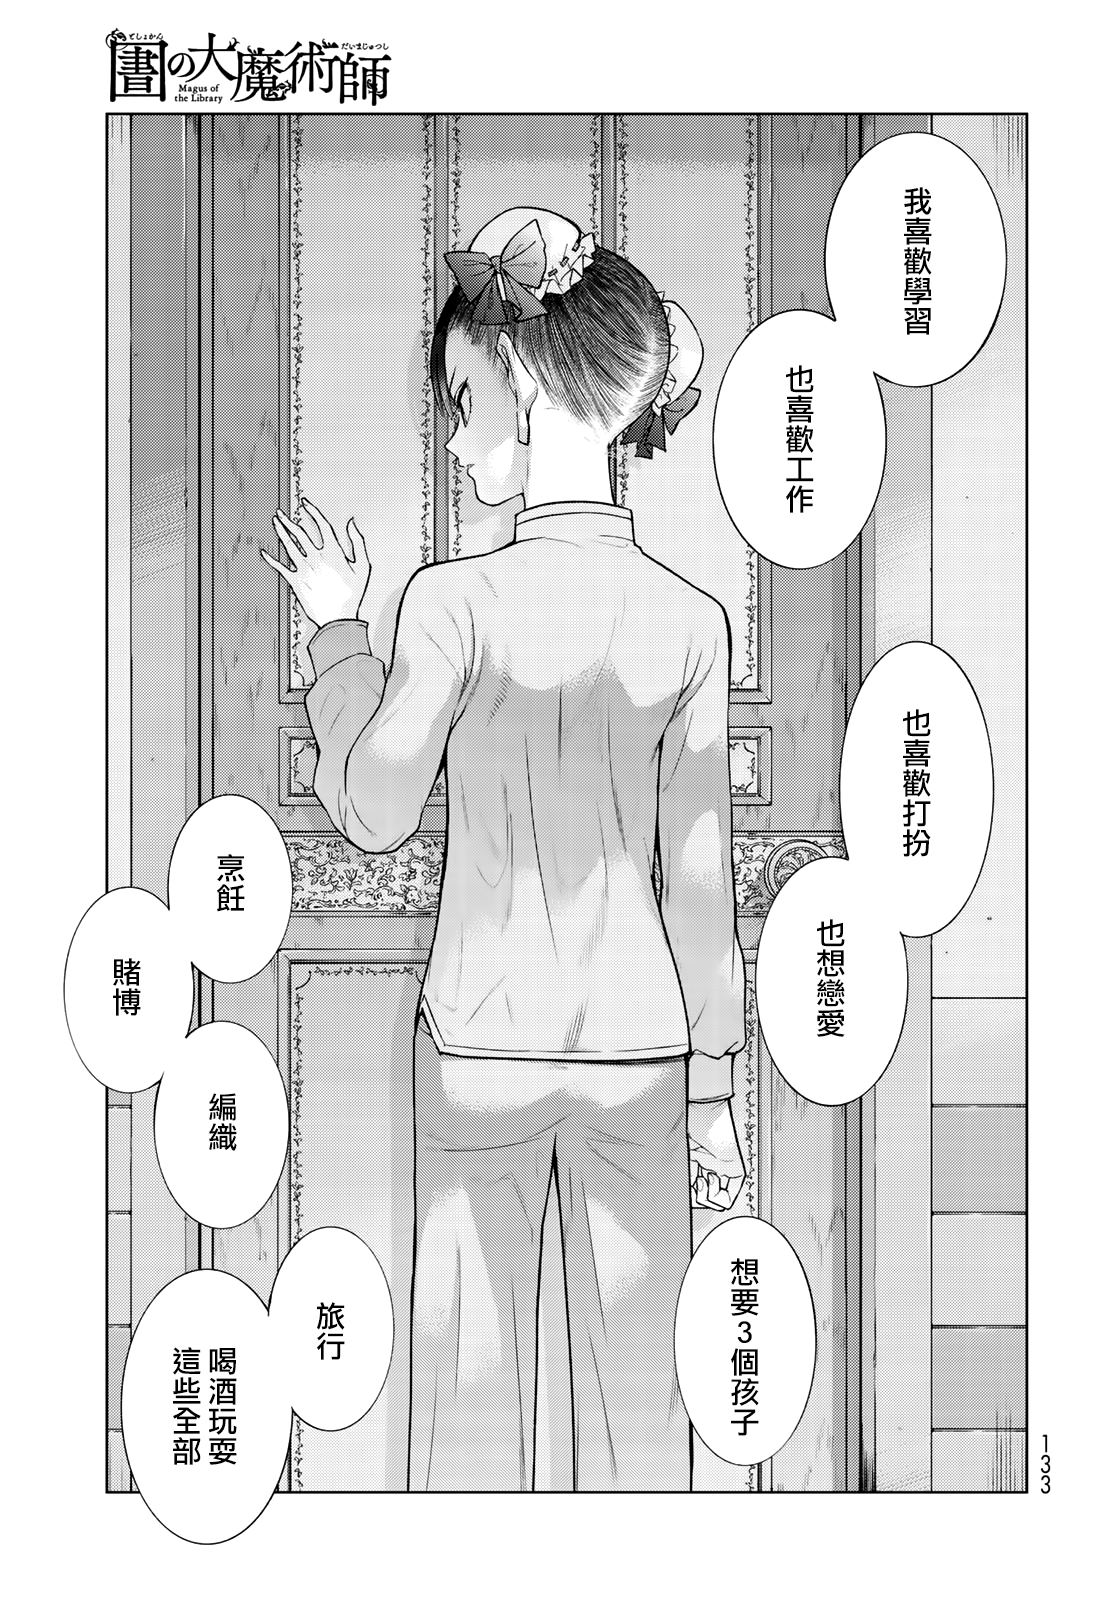 としょかん
だいまじゅつし
圕の大魔術師
Magus of
the Library
我喜歡學習
也喜歡工作
也喜歡打扮
也想戀愛
想要3個孩子
烹飪
賭博
編織
旅行
喝酒玩耍
這些全部
133